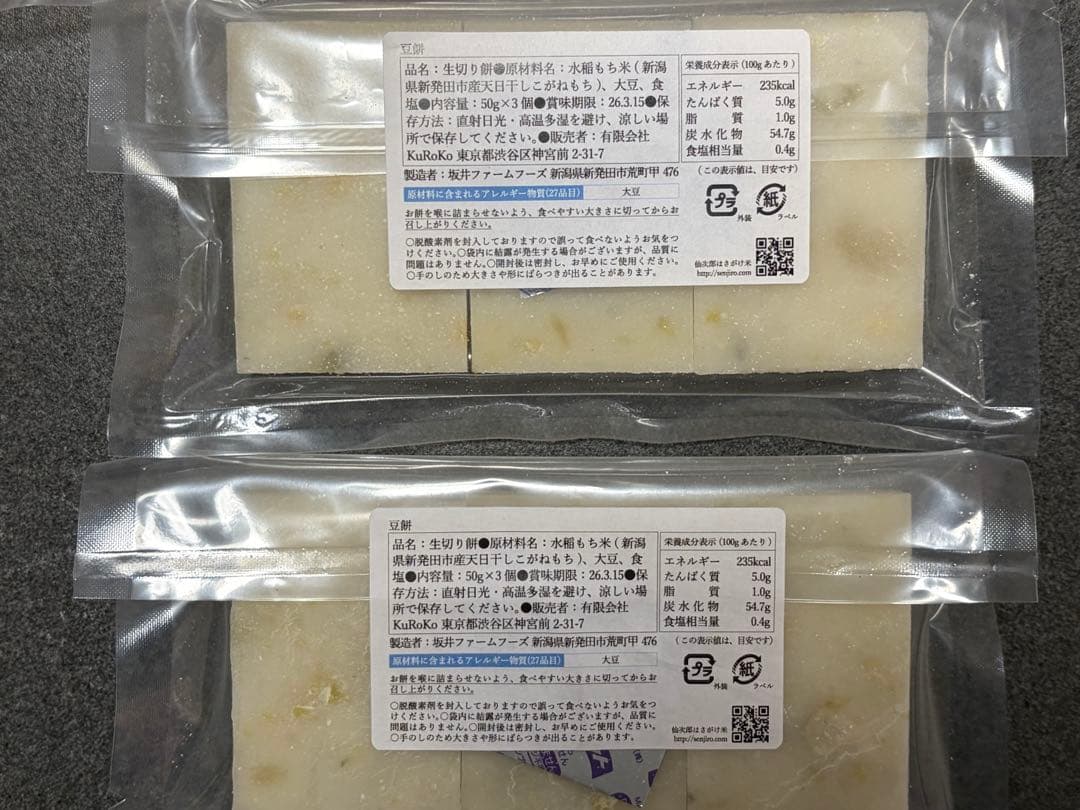 豆餅
品名：生切り餅●原材料名：水稲もち米（新潟
県新発田市産天日干しこがねもち）、大豆、食
塩●内容量：50g×3個●賞味期限：26.3.15●保
存方法：直射日光・高温多湿を避け、涼しい場
所で保存してください。●販売者：有限会社
KuRoKo 東京都渋谷区神宮前 2-31-7
製造者：坂井ファームフーズ 新潟県新発田市荒町甲 476
原材料に含まれるアレルギー物質(27品目) 大豆
お餅を喉に詰まらせないよう、食べやすい大きさに切ってからお
召し上がりください。
○脱酸素剤を封入しておりますので誤って食べないようお気をつ
けください。○袋内に結露が発生する場合がございますが、品質に
問題はありません。○開封後は密封し、お早めにご使用ください。
○手のしのため大きさや形にばらつきが出ることがあります。
栄養成分表示（100gあたり）
エネルギー 235kcal
たんぱく質 5.0g
脂質 1.0g
炭水化物 54.7g
食塩相当量 0.4g
（この表示値は、目安です）
プラ 外装 紙 ラベル
仙次郎はさがけ米
http://senjiro.com
豆餅
品名：生切り餅●原材料名：水稲もち米（新潟
県新発田市産天日干しこがねもち）、大豆、食
塩●内容量：50g×3個●賞味期限：26.3.15●保
存方法：直射日光・高温多湿を避け、涼しい場
所で保存してください。●販売者：有限会社
KuRoKo 東京都渋谷区神宮前 2-31-7
製造者：坂井ファームフーズ 新潟県新発田市荒町甲 476
原材料に含まれるアレルギー物質(27品目) 大豆
お餅を喉に詰まらせないよう、食べやすい大きさに切ってからお
召し上がりください。
○脱酸素剤を封入しておりますので誤って食べないようお気をつ
けください。○袋内に結露が発生する場合がございますが、品質に
問題はありません。○開封後は密封し、お早めにご使用ください。
○手のしのため大きさや形にばらつきが出ることがあります。
栄養成分表示（100gあたり）
エネルギー 235kcal
たんぱく質 5.0g
脂質 1.0g
炭水化物 54.7g
食塩相当量 0.4g
（この表示値は、目安です）
プラ 外装 紙 ラベル
仙次郎はさがけ米
http://senjiro.com